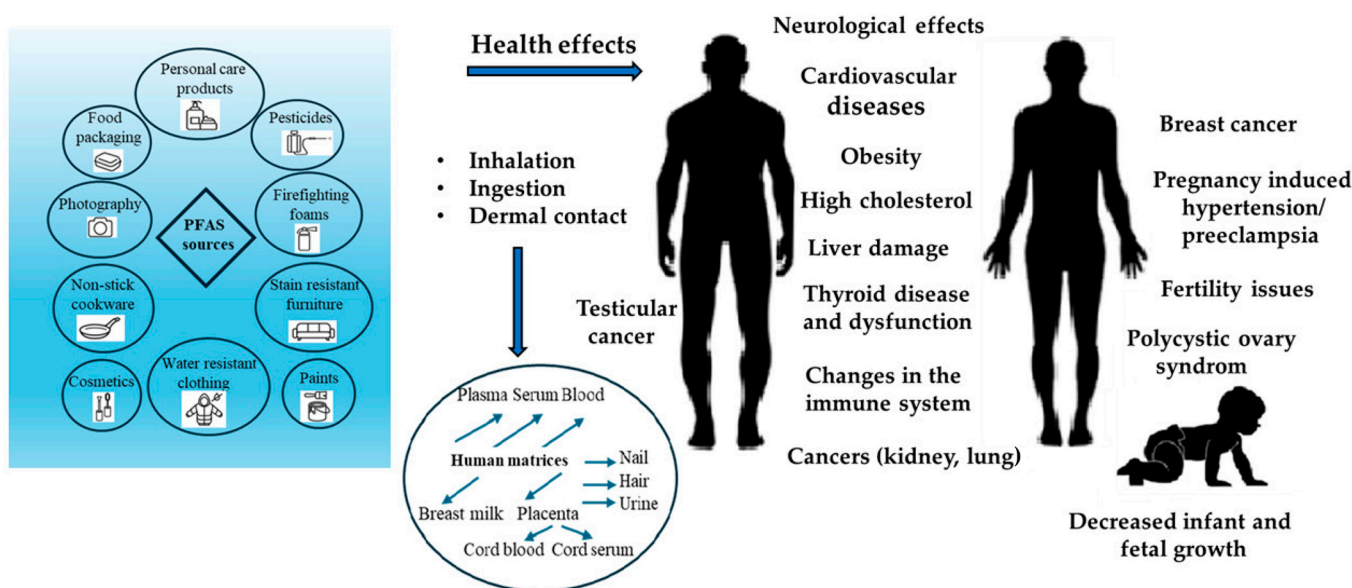 Personal care
products
Food
packaging
Pesticides
Photography
PFAS
sources
Firefighting
foams
Non-stick
cookware
Stain resistant
furniture
Cosmetics
Water resistant
clothing
Paints
Health effects
• Inhalation
• Ingestion
• Dermal contact
Plasma Serum Blood
Human matrices
Nail
Hair
Urine
Breast milk Placenta
Cord blood Cord serum
Testicular
cancer
Neurological effects
Cardiovascular
diseases
Obesity
High cholesterol
Liver damage
Thyroid disease
and dysfunction
Changes in the
immune system
Cancers (kidney, lung)
Breast cancer
Pregnancy induced
hypertension/
preeclampsia
Fertility issues
Polycystic ovary
syndrom
Decreased infant and
fetal growth